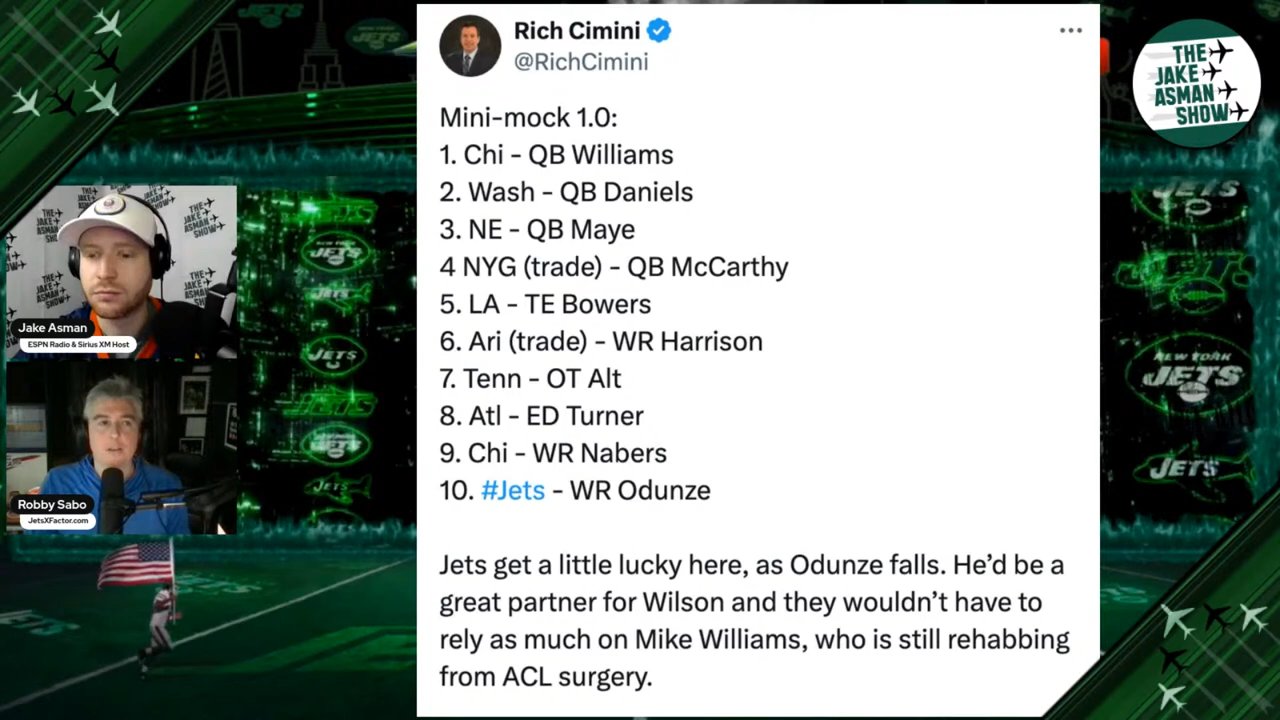 Rich Cimini
@RichCimini
Mini-mock 1.0:
1. Chi - QB Williams
2. Wash - QB Daniels
3. NE - QB Maye
4 NYG (trade) - QB McCarthy
5. LA - TE Bowers
6. Ari (trade) - WR Harrison
7. Tenn - OT Alt
8. Atl - ED Turner
9. Chi - WR Nabers
10. #Jets - WR Odunze
Jets get a little lucky here, as Odunze falls. He’d be a
great partner for Wilson and they wouldn’t have to
rely as much on Mike Williams, who is still rehabbing
from ACL surgery.
THE
JAKE
ASMAN
SHOW
Jake Asman
ESPN Radio & Sirius XM Host
Robby Sabo
JetsXFactor.com
JETS
NEW YORK
JETS
JETS